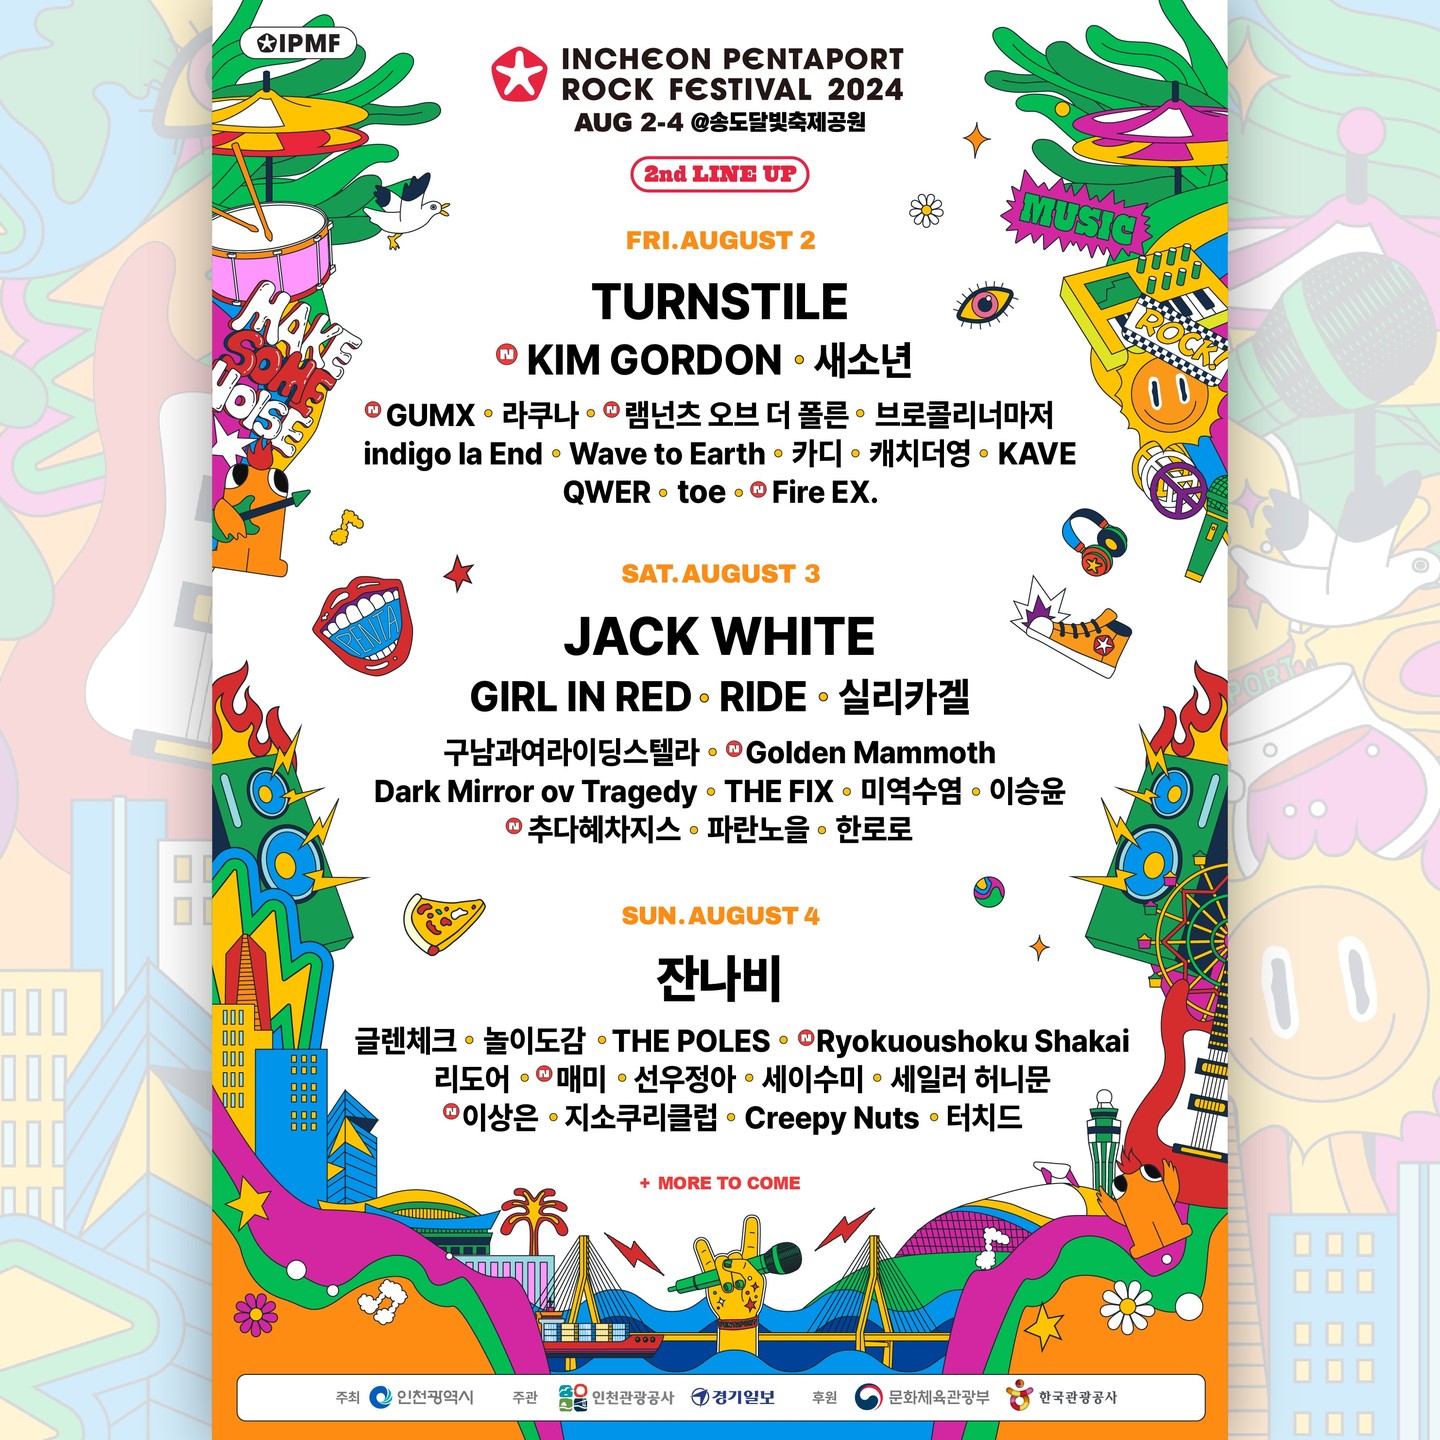 IPMF
INCHEON PENTAPORT
ROCK FESTIVAL 2024
AUG 2-4 @송도달빛축제공원
2nd LINE UP
MUSIC
ROCK!
MAKE
SOME
NOISE
FRI.AUGUST 2
TURNSTILE
N KIM GORDON • 새소년
N GUMX • 라쿠나 • N 램넌츠 오브 더 폴른 • 브로콜리너마저
indigo la End • Wave to Earth • 카디 • 캐치더영 • KAVE
QWER • toe • N Fire EX.
PENTA
SAT.AUGUST 3
JACK WHITE
GIRL IN RED • RIDE • 실리카겔
구남과여라이딩스텔라 • N Golden Mammoth
Dark Mirror ov Tragedy • THE FIX • 미역수염 • 이승윤
N 추다혜차지스 • 파란노을 • 한로로
SUN.AUGUST 4
잔나비
글렌체크 • 놀이도감 • THE POLES • N Ryokuoushoku Shakai
리도어 • N 매미 • 선우정아 • 세이수미 • 세일러 허니문
N 이상은 • 지소쿠리클럽 • Creepy Nuts • 터치드
+ MORE TO COME
PENTAPORT
주최 인천광역시 주관 인천관광공사 경기일보 후원 문화체육관광부 한국관광공사